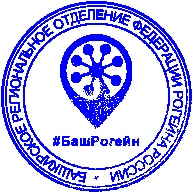 БАШКИРСКОЕ РЕГИОНАЛЬНОЕ ОТДЕЛЕНИЕ ФЕДЕРАЦИИ РОГЕЙНА РОССИИ
#БашРогейн